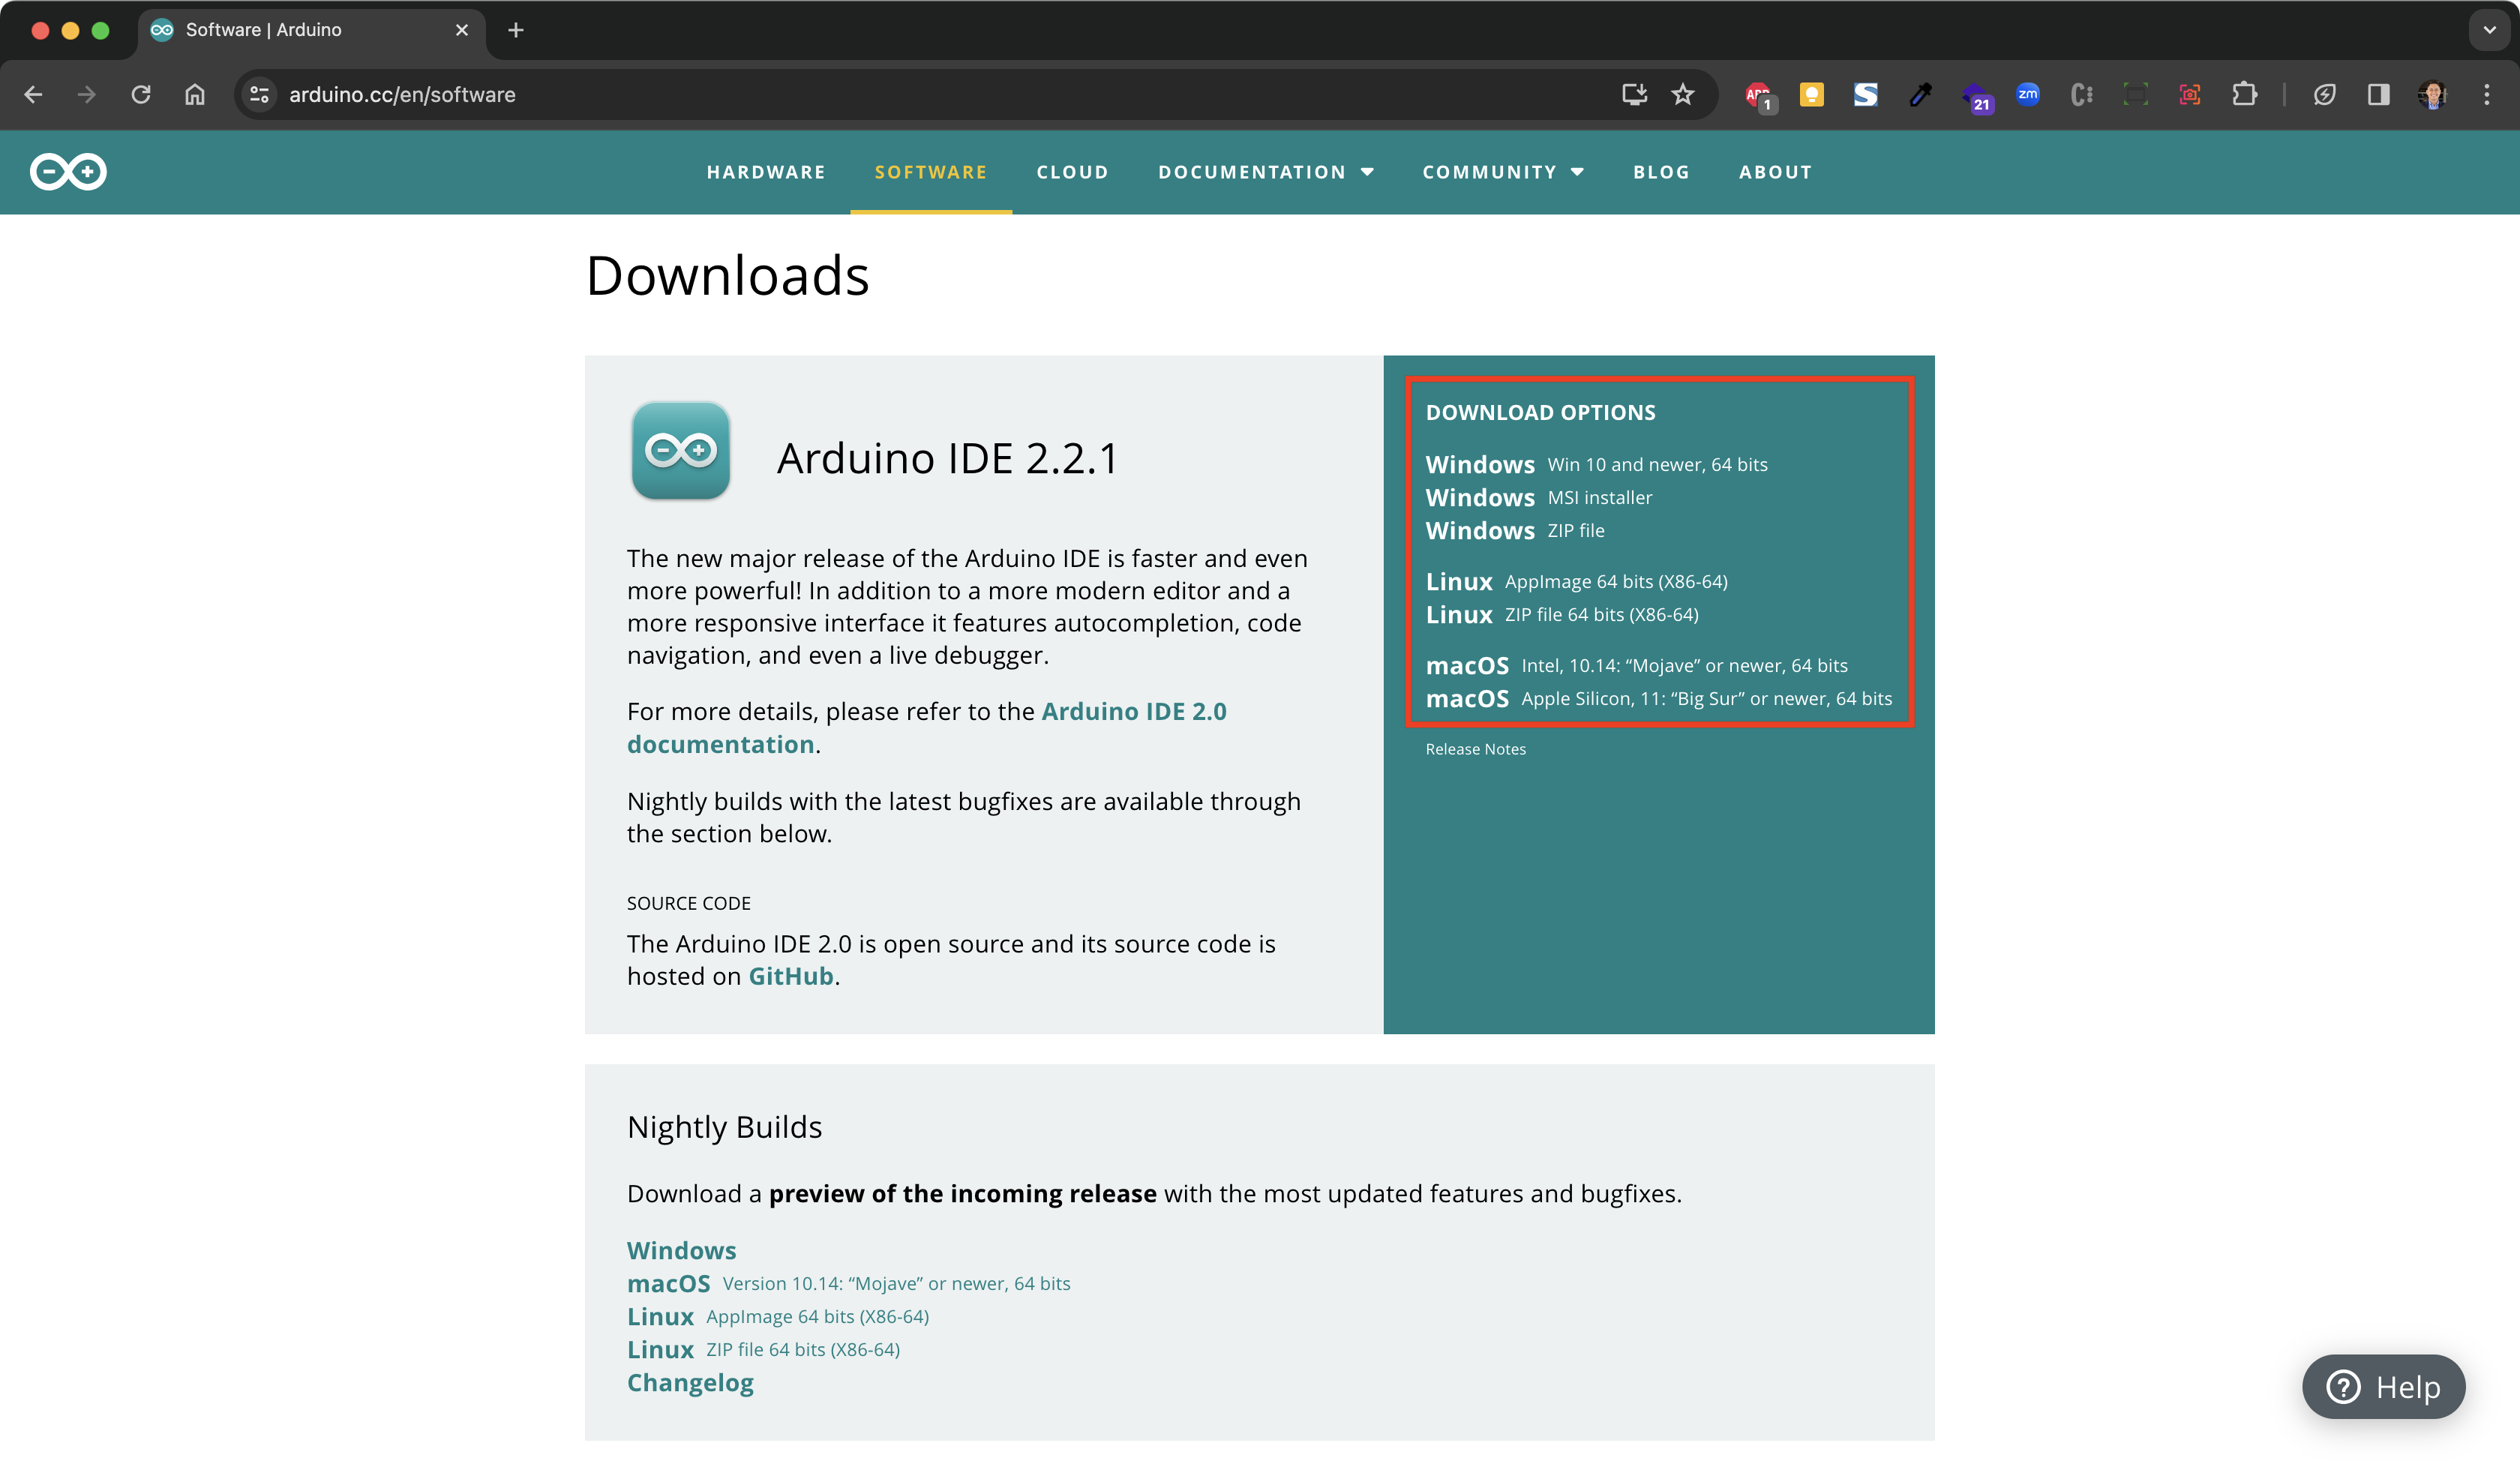 Software | Arduino
arduino.cc/en/software
ABP
1
21
zm
HARDWARE
SOFTWARE
CLOUD
DOCUMENTATION
COMMUNITY
BLOG
ABOUT
Downloads
Arduino IDE 2.2.1
The new major release of the Arduino IDE is faster and even
more powerful! In addition to a more modern editor and a
more responsive interface it features autocompletion, code
navigation, and even a live debugger.
For more details, please refer to the Arduino IDE 2.0
documentation.
Nightly builds with the latest bugfixes are available through
the section below.
SOURCE CODE
The Arduino IDE 2.0 is open source and its source code is
hosted on GitHub.
DOWNLOAD OPTIONS
Windows Win 10 and newer, 64 bits
Windows MSI installer
Windows ZIP file
Linux AppImage 64 bits (X86-64)
Linux ZIP file 64 bits (X86-64)
macOS Intel, 10.14: “Mojave” or newer, 64 bits
macOS Apple Silicon, 11: “Big Sur” or newer, 64 bits
Release Notes
Nightly Builds
Download a preview of the incoming release with the most updated features and bugfixes.
Windows
macOS Version 10.14: “Mojave” or newer, 64 bits
Linux AppImage 64 bits (X86-64)
Linux ZIP file 64 bits (X86-64)
Changelog
Help